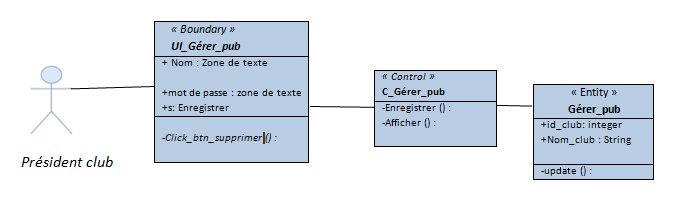 « Boundary »
UI_Gérer_pub
+ Nom : Zone de texte
+mot de passe : zone de texte
+s: Enregistrer
-Click_btn_supprimer() :
Président club
« Control »
C_Gérer_pub
-Enregistrer () :
-Afficher () :
« Entity »
Gérer_pub
+id_club: integer
+Nom_club : String
-update () :